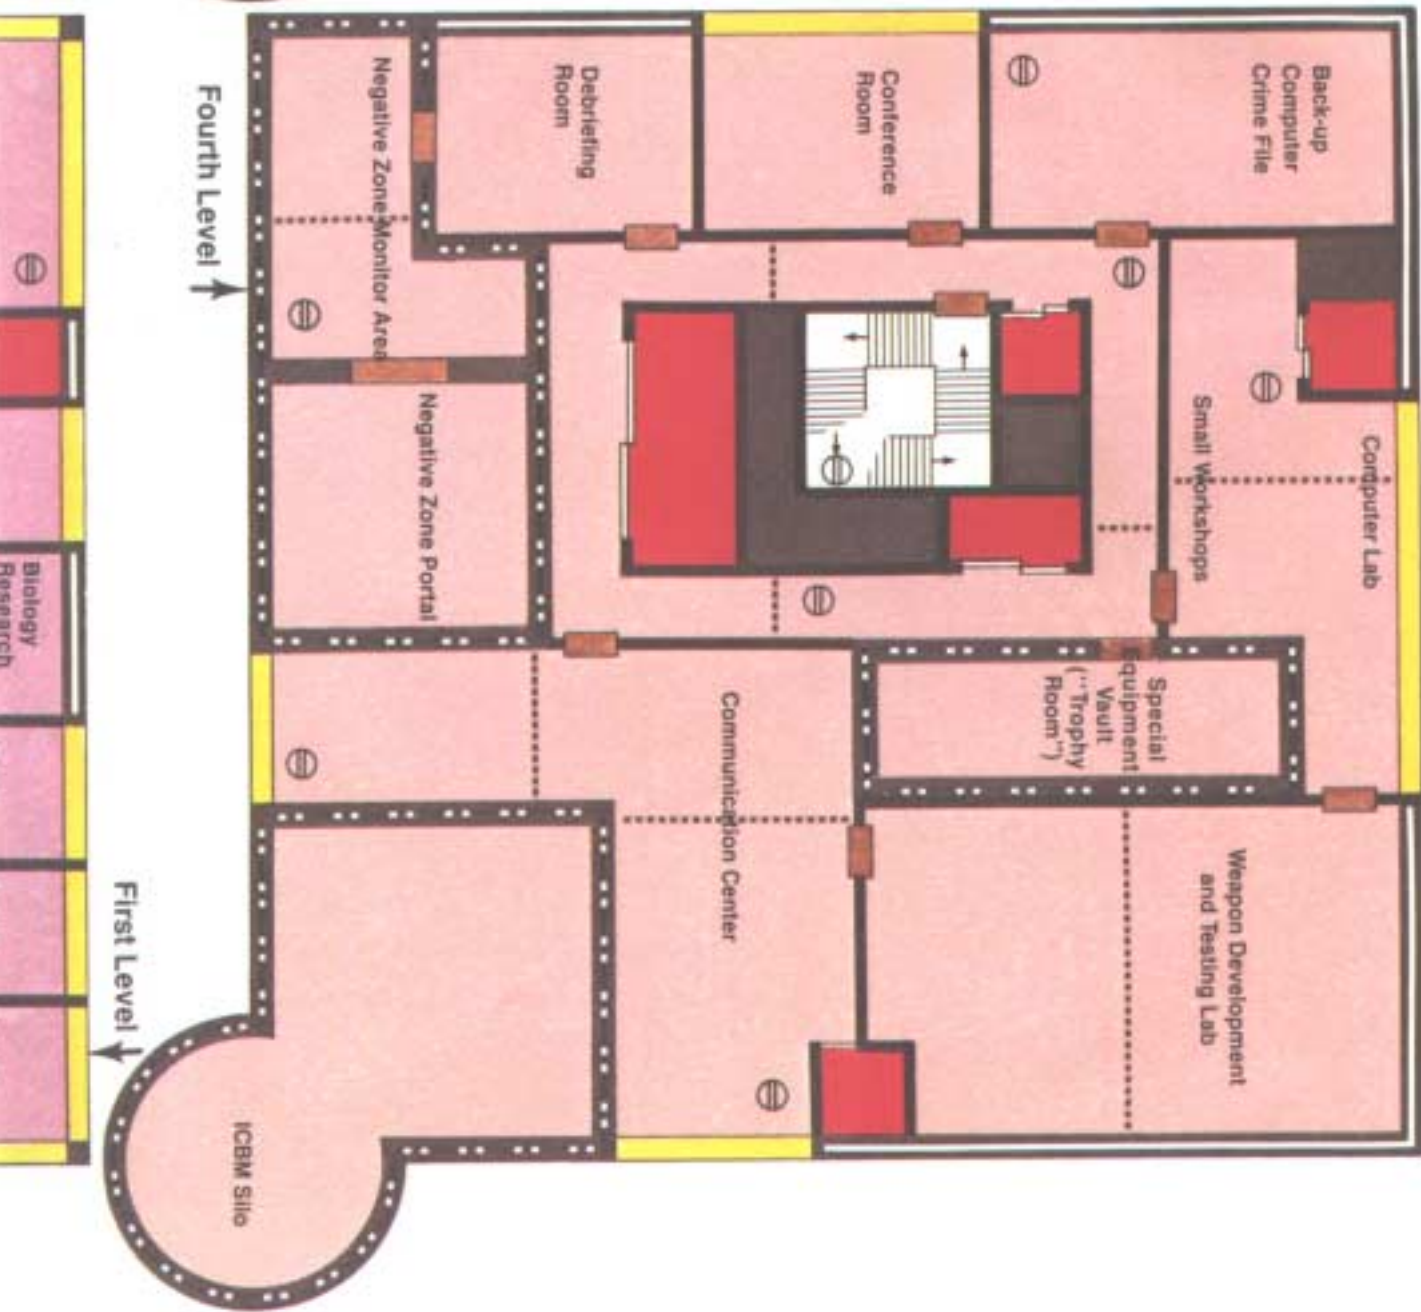 Back-up
Computer
Crime File
Conference
Room
Debriefing
Room
Negative Zone Monitor Area
Fourth Level
Computer Lab
Small Workshops
Negative Zone Portal
Special
Equipment
Vault
("Trophy
Room")
Communication Center
Weapon Development
and Testing Lab
ICBM Silo
First Level
Biology
Research